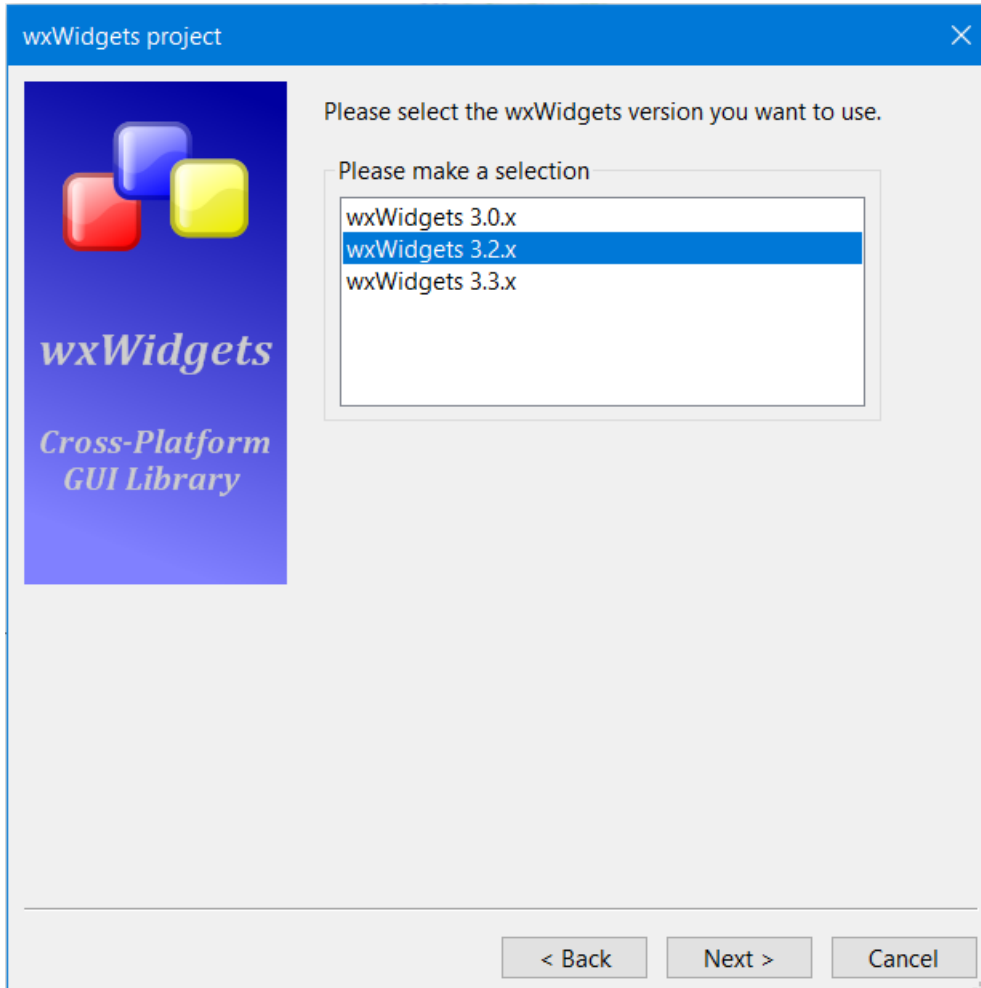 wxWidgets project
Please select the wxWidgets version you want to use.
Please make a selection
wxWidgets 3.0.x
wxWidgets 3.2.x
wxWidgets 3.3.x
wxWidgets
Cross-Platform
GUI Library
< Back
Next >
Cancel